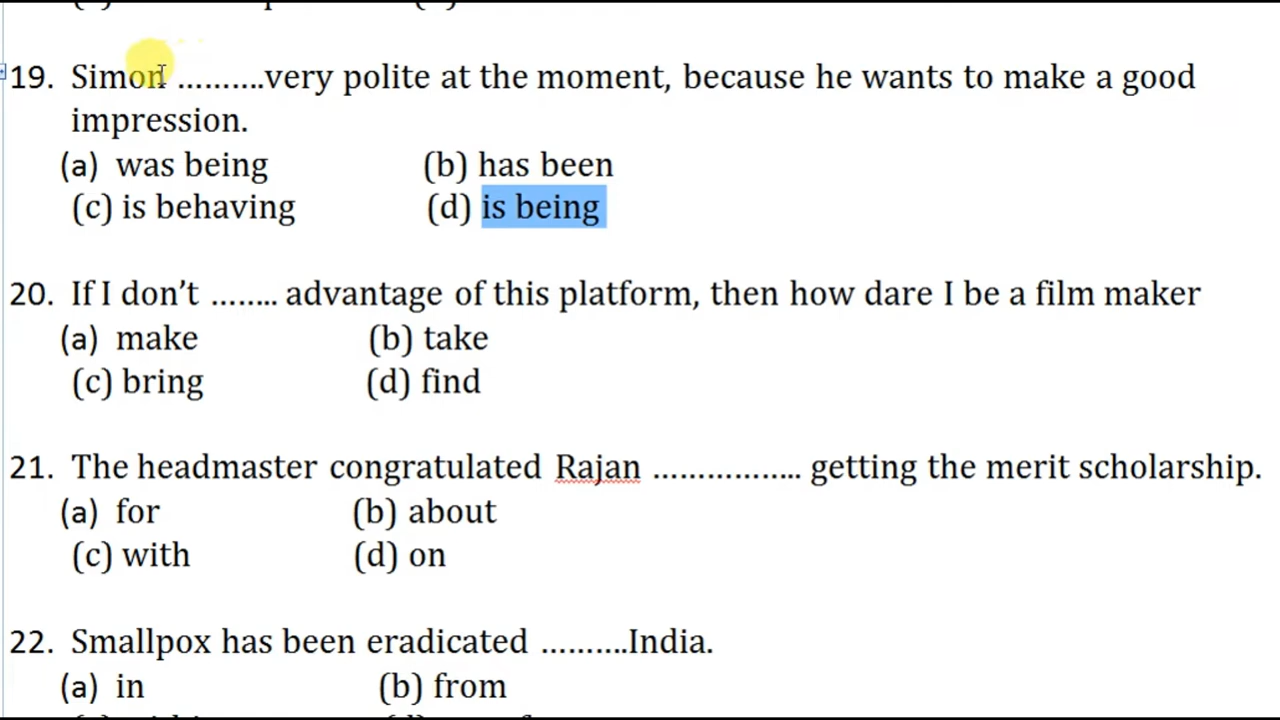 19. Simon ..........very polite at the moment, because he wants to make a good
impression.
(a) was being (b) has been
(c) is behaving (d) is being
20. If I don’t ........ advantage of this platform, then how dare I be a film maker
(a) make (b) take
(c) bring (d) find
21. The headmaster congratulated Rajan ................. getting the merit scholarship.
(a) for (b) about
(c) with (d) on
22. Smallpox has been eradicated ..........India.
(a) in (b) from